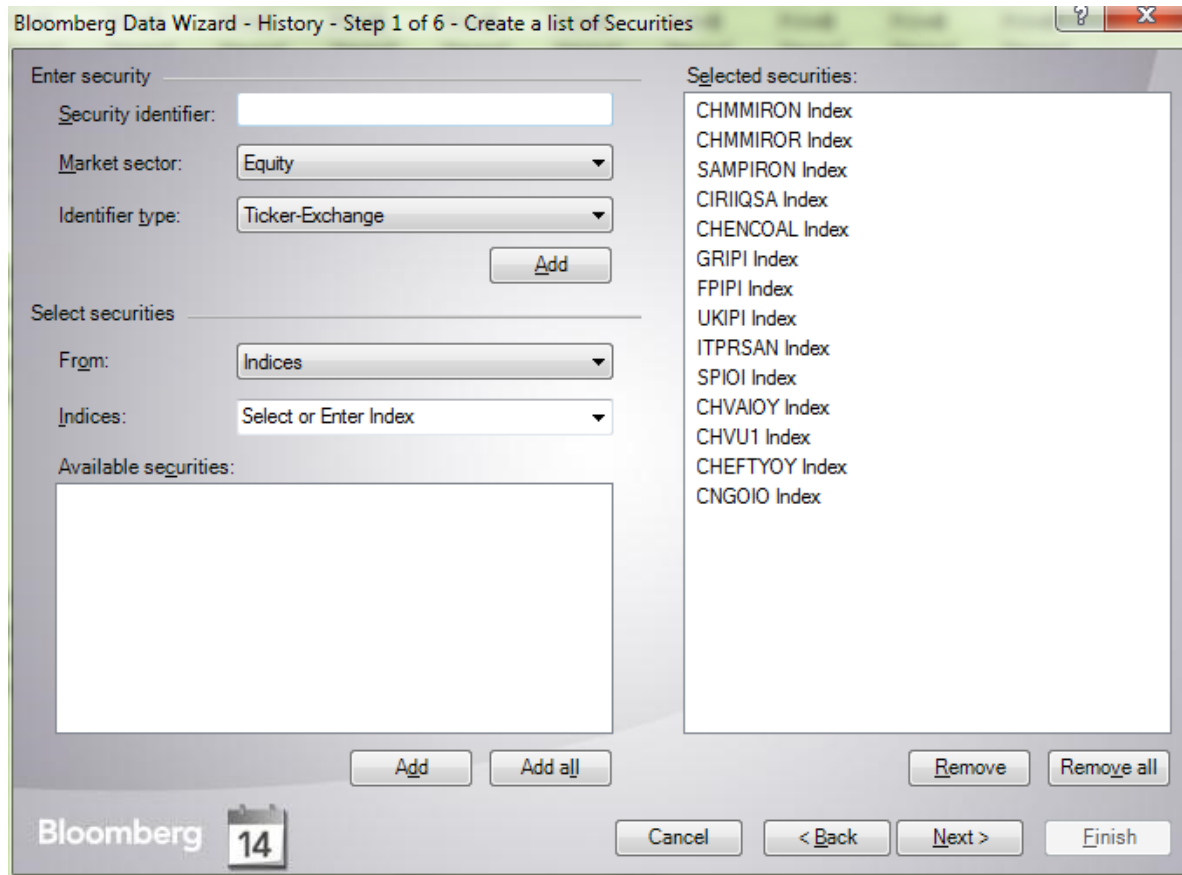 Bloomberg Data Wizard - History - Step 1 of 6 - Create a list of Securities
Enter security
Security identifier:
Market sector: Equity
Identifier type: Ticker-Exchange
Add
Select securities
From: Indices
Indices: Select or Enter Index
Available securities:
Add Add all
Selected securities:
CHMMIRON Index
CHMMIROR Index
SAMPIRON Index
CIRIIQSA Index
CHENCOAL Index
GRIPI Index
FPIPI Index
UKIPI Index
ITPRSAN Index
SPIOI Index
CHVAIOY Index
CHVU1 Index
CHEFTYOY Index
CNGOIO Index
Remove Remove all
Bloomberg 14
Cancel < Back Next > Finish